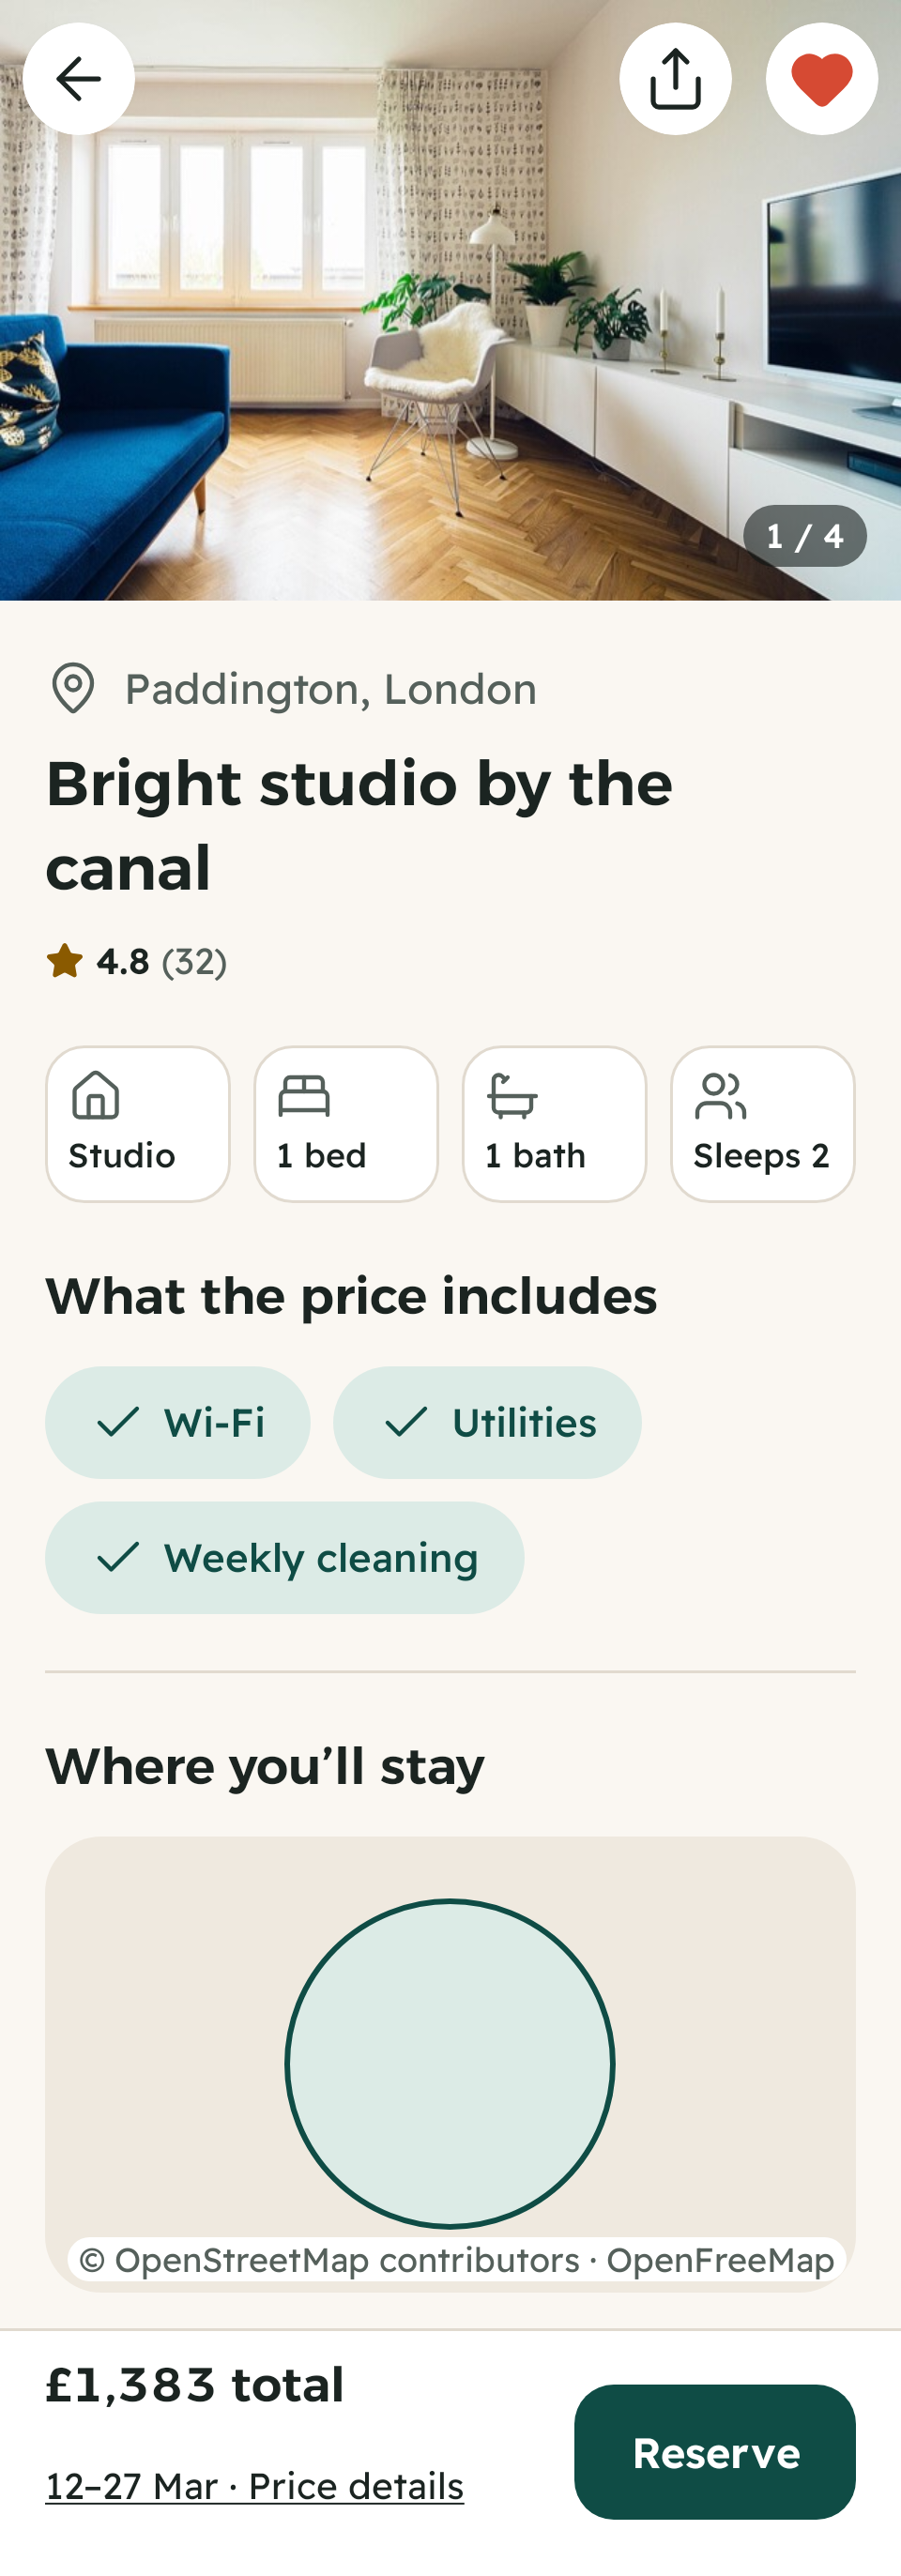 1 / 4
Paddington, London
Bright studio by the
canal
4.8 (32)
Studio
1 bed
1 bath
Sleeps 2
What the price includes
Wi-Fi
Utilities
Weekly cleaning
Where you’ll stay
© OpenStreetMap contributors · OpenFreeMap
£1,383 total
12–27 Mar · Price details
Reserve